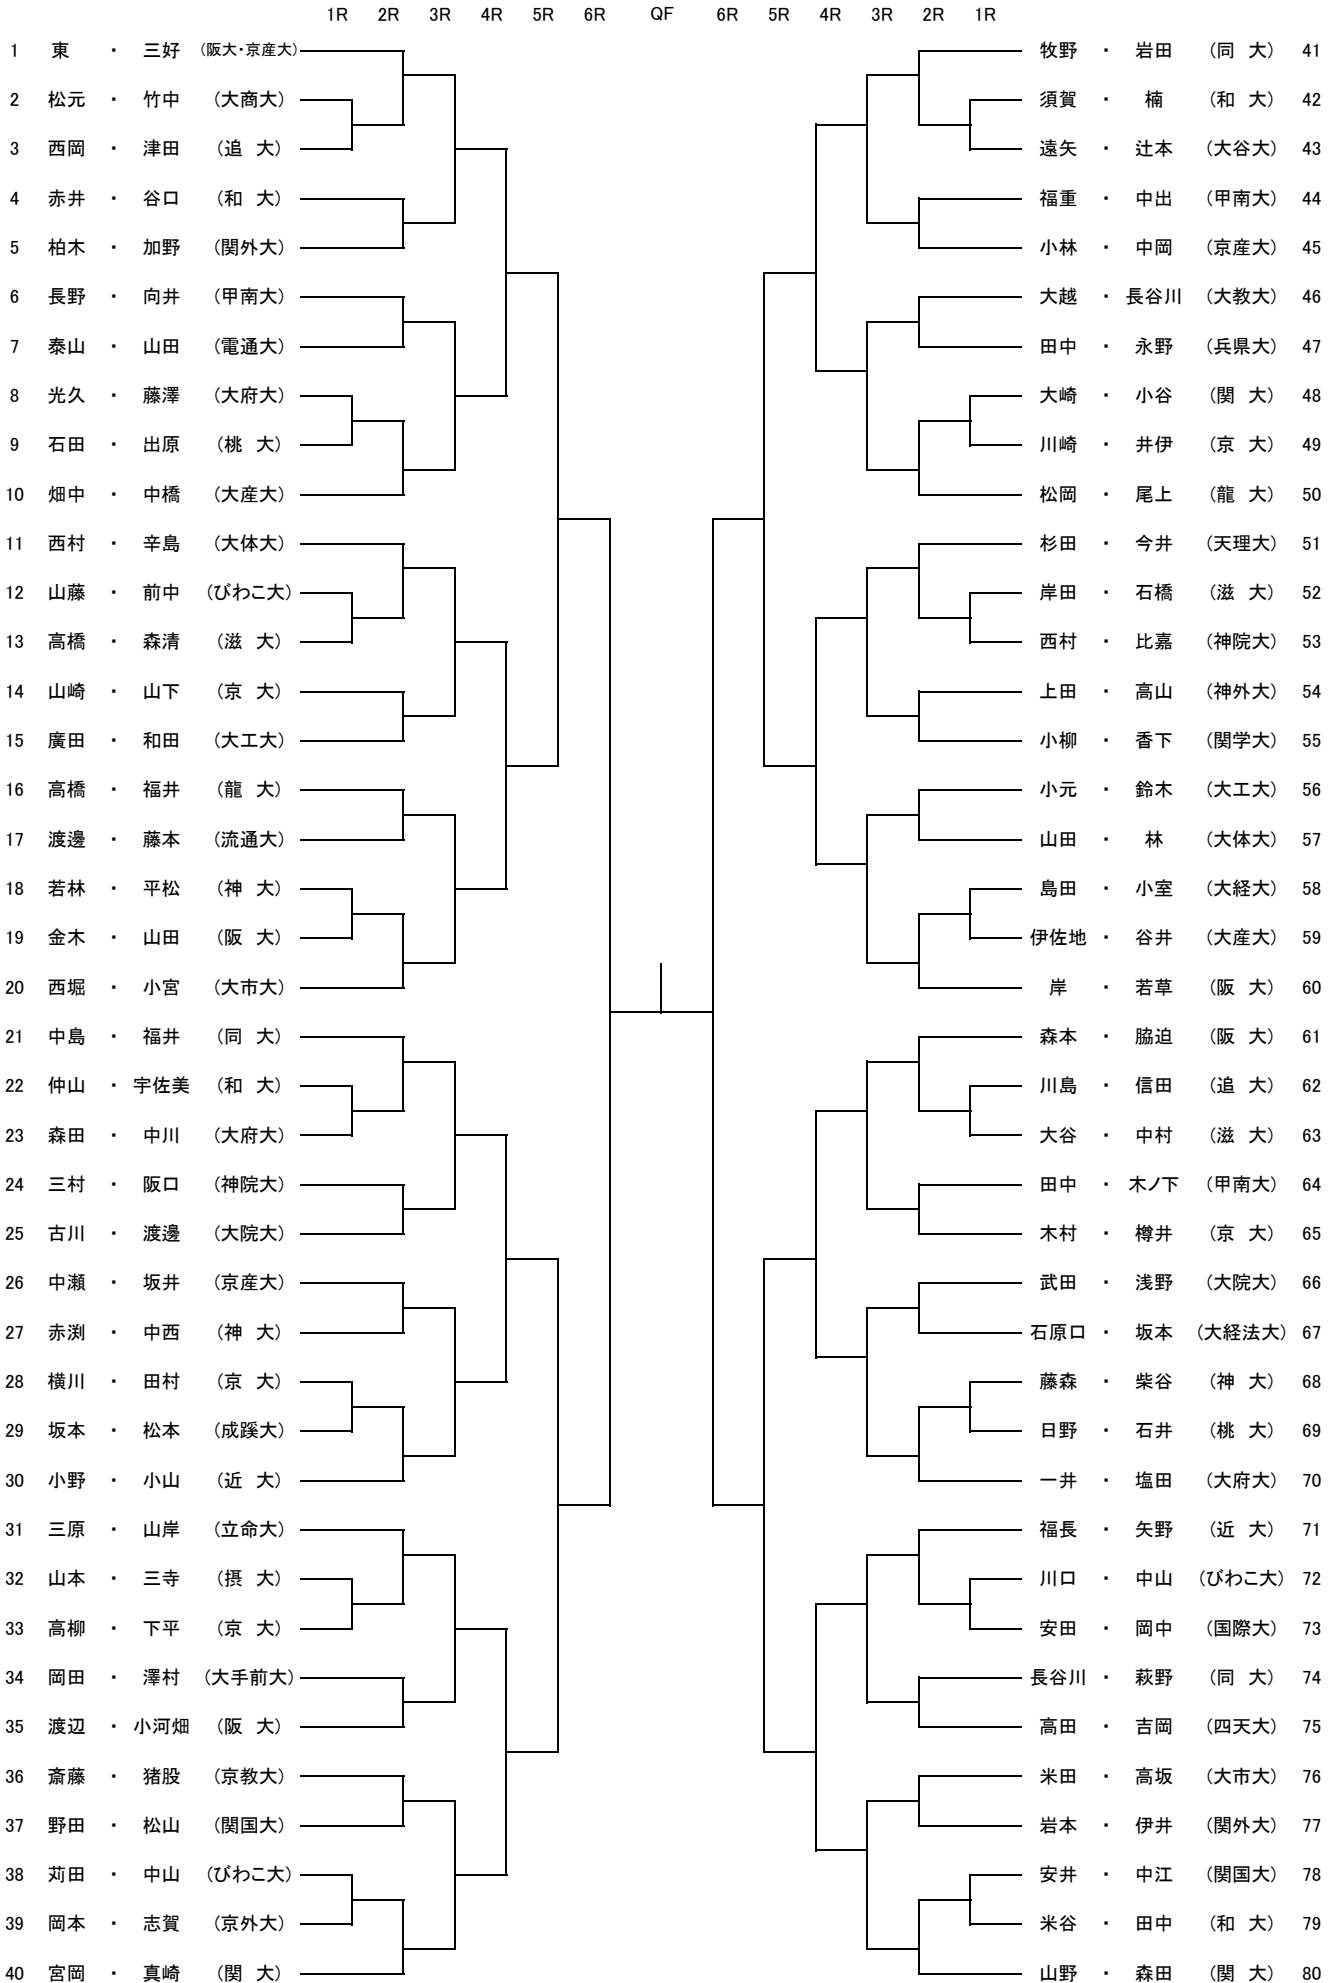 1R 2R 3R 4R 5R 6R QF 6R 5R 4R 3R 2R 1R
1 東 ・ 三好 (阪大・京産大) 牧野 ・ 岩田 (同 大) 41
2 松元 ・ 竹中 (大商大) 須賀 ・ 楠 (和 大) 42
3 西岡 ・ 津田 (追 大) 遠矢 ・ 辻本 (大谷大) 43
4 赤井 ・ 谷口 (和 大) 福重 ・ 中出 (甲南大) 44
5 柏木 ・ 加野 (関外大) 小林 ・ 中岡 (京産大) 45
6 長野 ・ 向井 (甲南大) 大越 ・ 長谷川 (大教大) 46
7 泰山 ・ 山田 (電通大) 田中 ・ 永野 (兵県大) 47
8 光久 ・ 藤澤 (大府大) 大崎 ・ 小谷 (関 大) 48
9 石田 ・ 出原 (桃 大) 川崎 ・ 井伊 (京 大) 49
10 畑中 ・ 中橋 (大産大) 松岡 ・ 尾上 (龍 大) 50
11 西村 ・ 辛島 (大体大) 杉田 ・ 今井 (天理大) 51
12 山藤 ・ 前中 (びわこ大) 岸田 ・ 石橋 (滋 大) 52
13 高橋 ・ 森清 (滋 大) 西村 ・ 比嘉 (神院大) 53
14 山崎 ・ 山下 (京 大) 上田 ・ 高山 (神外大) 54
15 廣田 ・ 和田 (大工大) 小柳 ・ 香下 (関学大) 55
16 高橋 ・ 福井 (龍 大) 小元 ・ 鈴木 (大工大) 56
17 渡邊 ・ 藤本 (流通大) 山田 ・ 林 (大体大) 57
18 若林 ・ 平松 (神 大) 島田 ・ 小室 (大経大) 58
19 金木 ・ 山田 (阪 大) 伊佐地 ・ 谷井 (大産大) 59
20 西堀 ・ 小宮 (大市大) 岸 ・ 若草 (阪 大) 60
21 中島 ・ 福井 (同 大) 森本 ・ 脇迫 (阪 大) 61
22 仲山 ・ 宇佐美 (和 大) 川島 ・ 信田 (追 大) 62
23 森田 ・ 中川 (大府大) 大谷 ・ 中村 (滋 大) 63
24 三村 ・ 阪口 (神院大) 田中 ・ 木ノ下 (甲南大) 64
25 古川 ・ 渡邊 (大院大) 木村 ・ 樽井 (京 大) 65
26 中瀬 ・ 坂井 (京産大) 武田 ・ 浅野 (大院大) 66
27 赤渕 ・ 中西 (神 大) 石原口 ・ 坂本 (大経法大) 67
28 横川 ・ 田村 (京 大) 藤森 ・ 柴谷 (神 大) 68
29 坂本 ・ 松本 (成蹊大) 日野 ・ 石井 (桃 大) 69
30 小野 ・ 小山 (近 大) 一井 ・ 塩田 (大府大) 70
31 三原 ・ 山岸 (立命大) 福長 ・ 矢野 (近 大) 71
32 山本 ・ 三寺 (摂 大) 川口 ・ 中山 (びわこ大) 72
33 高柳 ・ 下平 (京 大) 安田 ・ 岡中 (国際大) 73
34 岡田 ・ 澤村 (大手前大) 長谷川 ・ 萩野 (同 大) 74
35 渡辺 ・ 小河畑 (阪 大) 高田 ・ 吉岡 (四天大) 75
36 斎藤 ・ 猪股 (京教大) 米田 ・ 高坂 (大市大) 76
37 野田 ・ 松山 (関国大) 岩本 ・ 伊井 (関外大) 77
38 苅田 ・ 中山 (びわこ大) 安井 ・ 中江 (関国大) 78
39 岡本 ・ 志賀 (京外大) 米谷 ・ 田中 (和 大) 79
40 宮岡 ・ 真崎 (関 大) 山野 ・ 森田 (関 大) 80